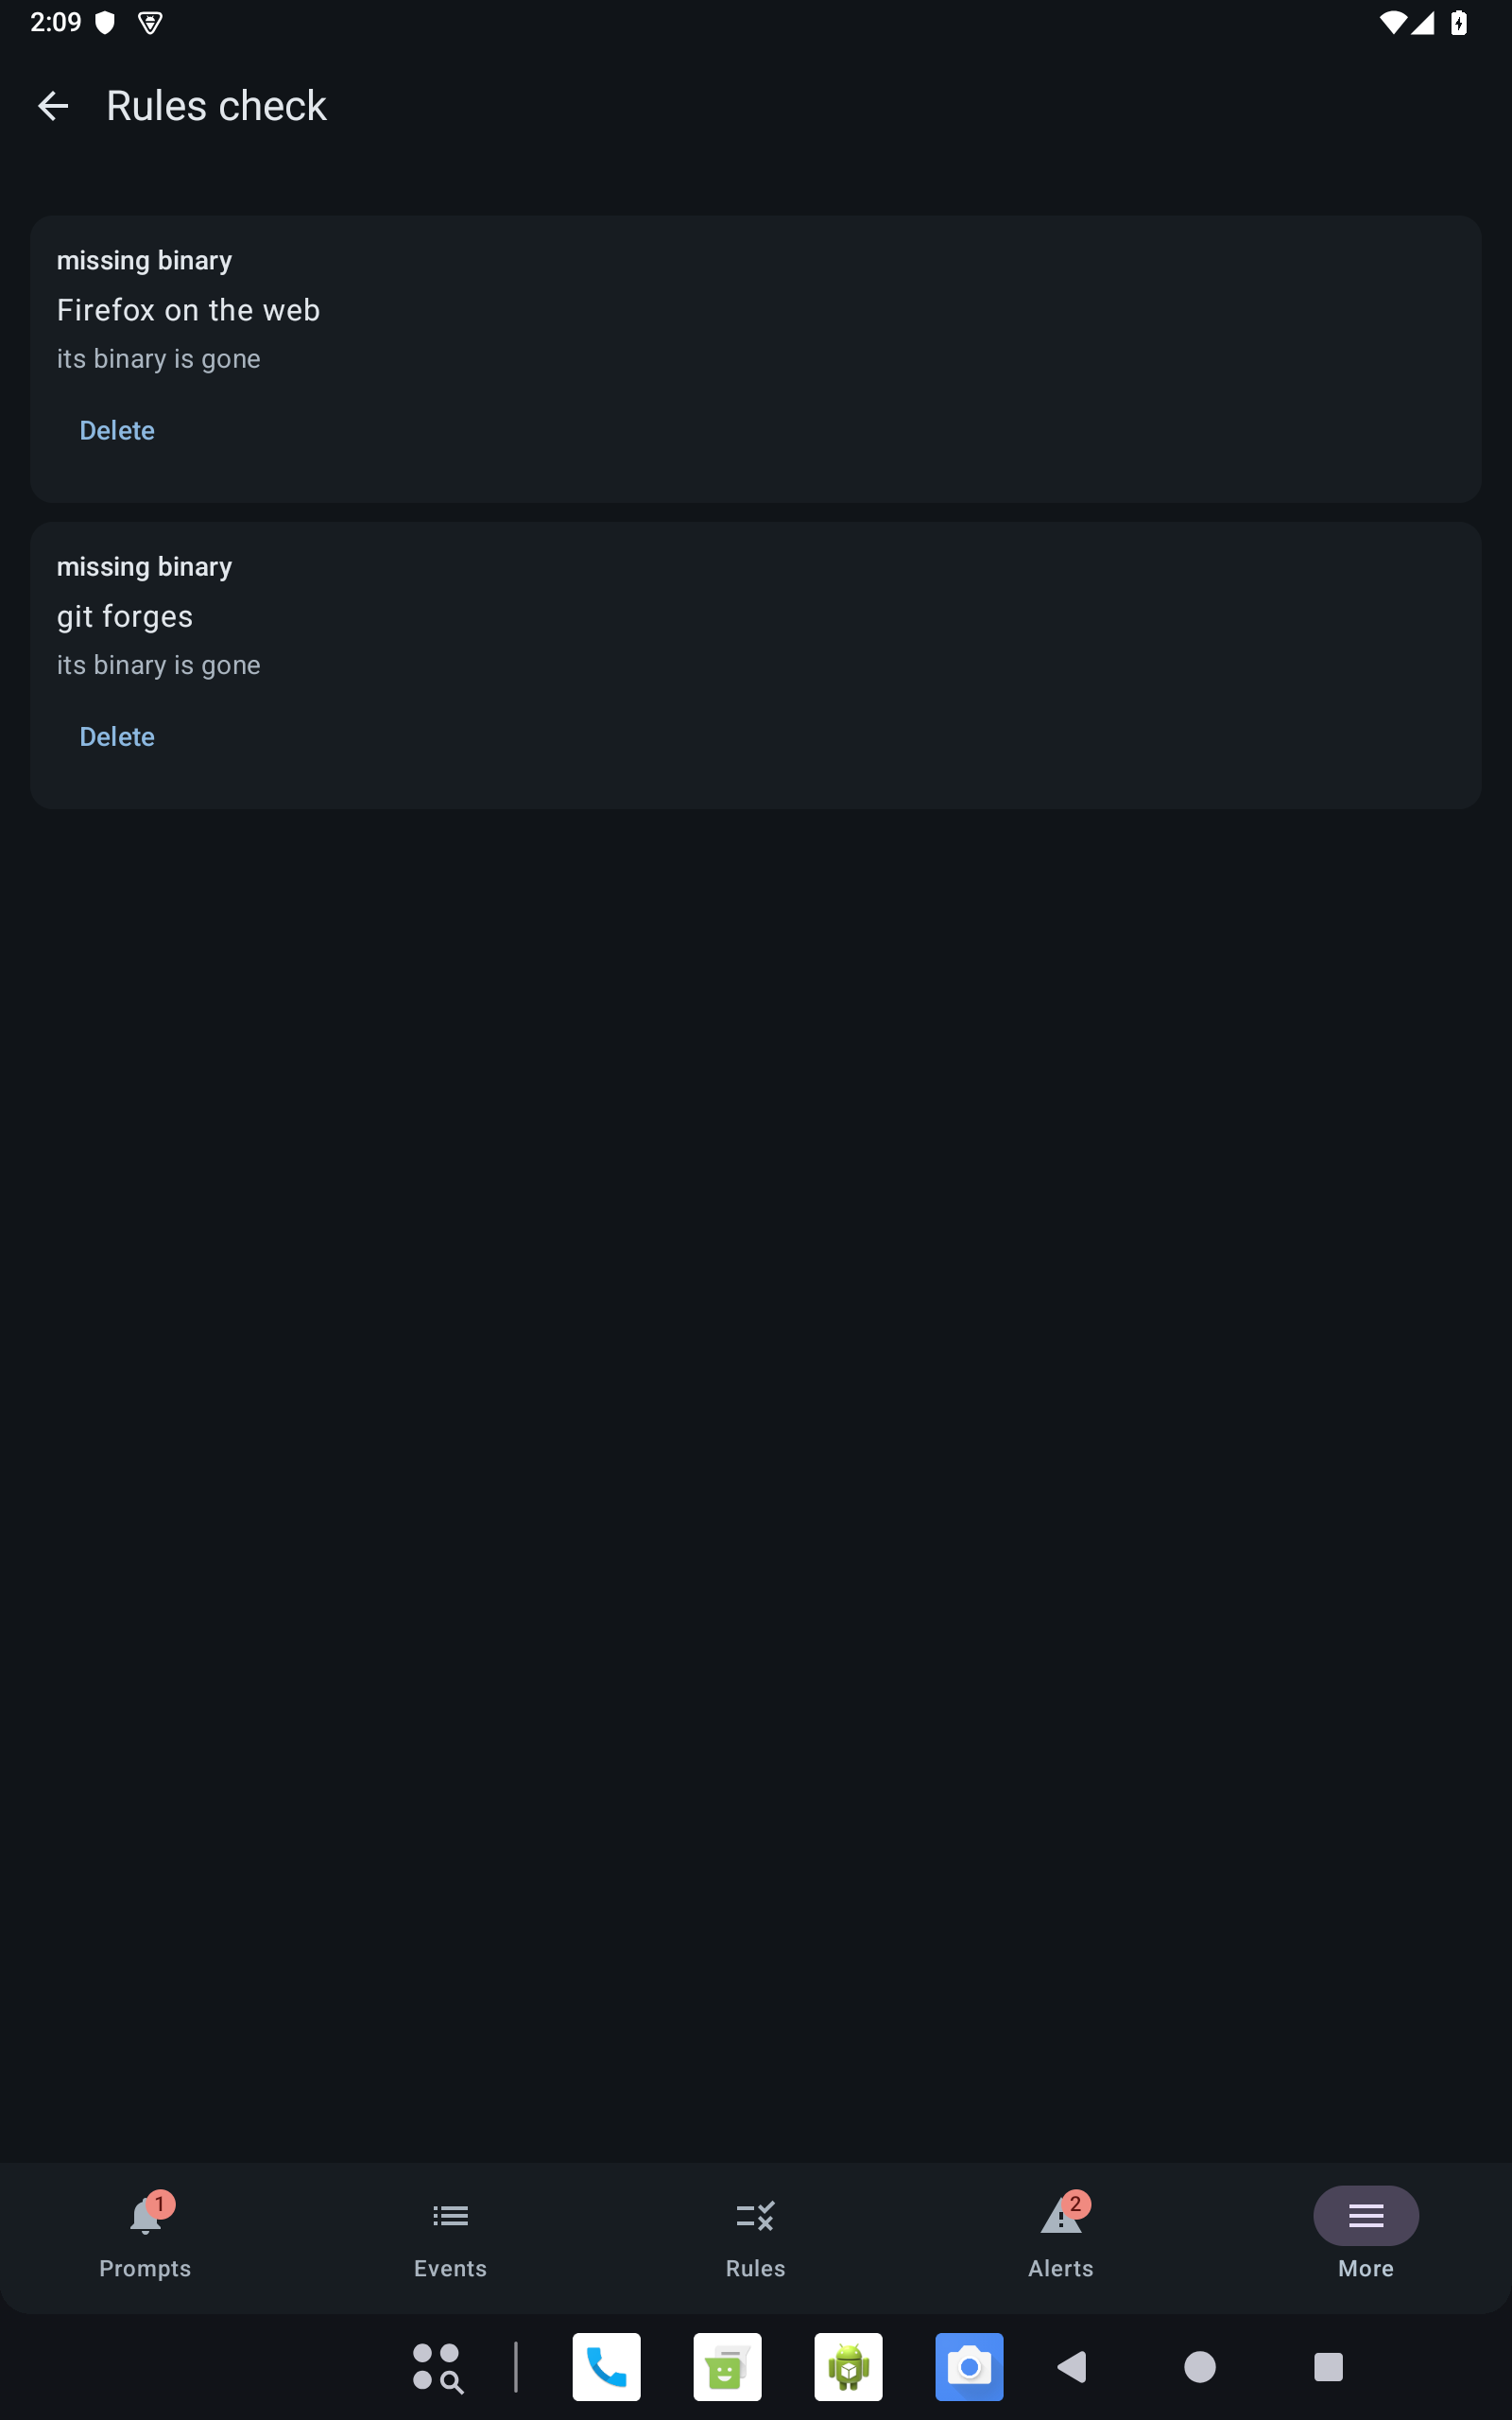 2:09
Rules check
missing binary
Firefox on the web
its binary is gone
Delete
missing binary
git forges
its binary is gone
Delete
1
2
Prompts
Events
Rules
Alerts
More